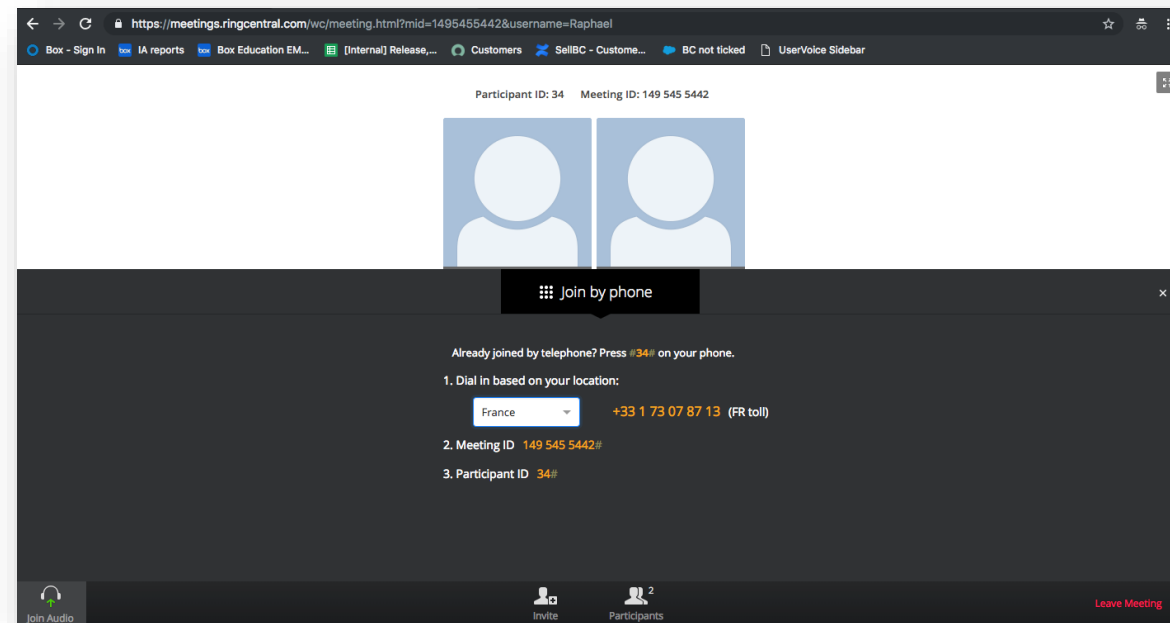 https://meetings.ringcentral.com/wc/meeting.html?mid=1495455442&username=Raphael
Box - Sign In box IA reports box Box Education EM... [Internal] Release,... Customers SellBC - Custome... BC not ticked UserVoice Sidebar
Participant ID: 34 Meeting ID: 149 545 5442
Join by phone ×
Already joined by telephone? Press #34# on your phone.
1. Dial in based on your location:
France +33 1 73 07 87 13 (FR toll)
2. Meeting ID 149 545 5442#
3. Participant ID 34#
2
Join Audio Invite Participants Leave Meeting